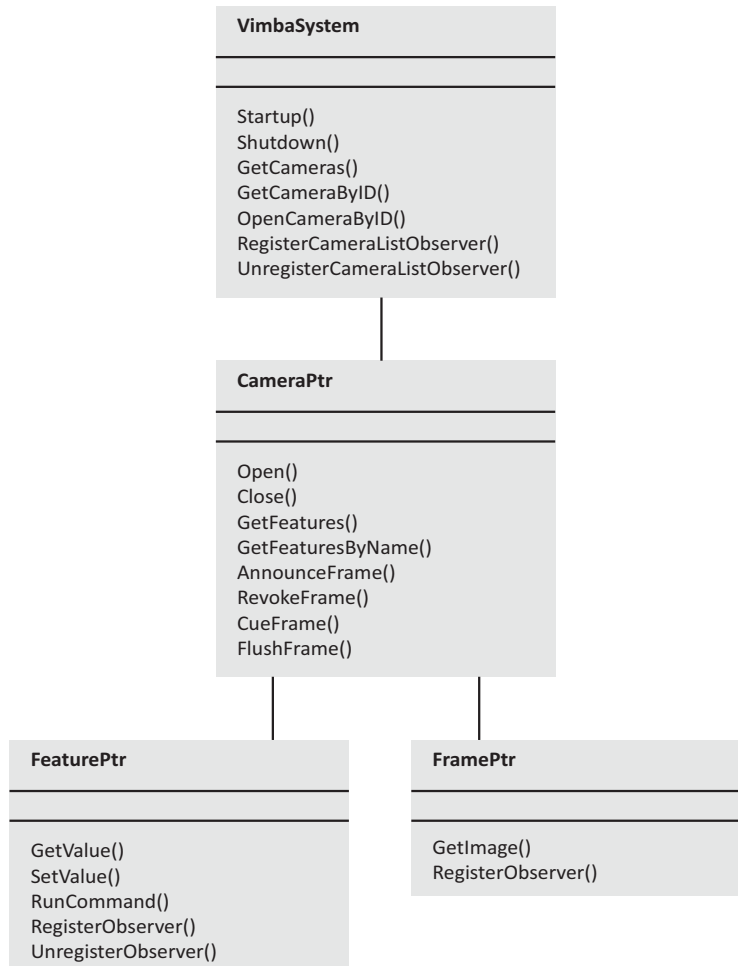 VimbaSystem
Startup()
Shutdown()
GetCameras()
GetCameraByID()
OpenCameraByID()
RegisterCameraListObserver()
UnregisterCameraListObserver()
CameraPtr
Open()
Close()
GetFeatures()
GetFeaturesByName()
AnnounceFrame()
RevokeFrame()
CueFrame()
FlushFrame()
FeaturePtr
GetValue()
SetValue()
RunCommand()
RegisterObserver()
UnregisterObserver()
FramePtr
GetImage()
RegisterObserver()